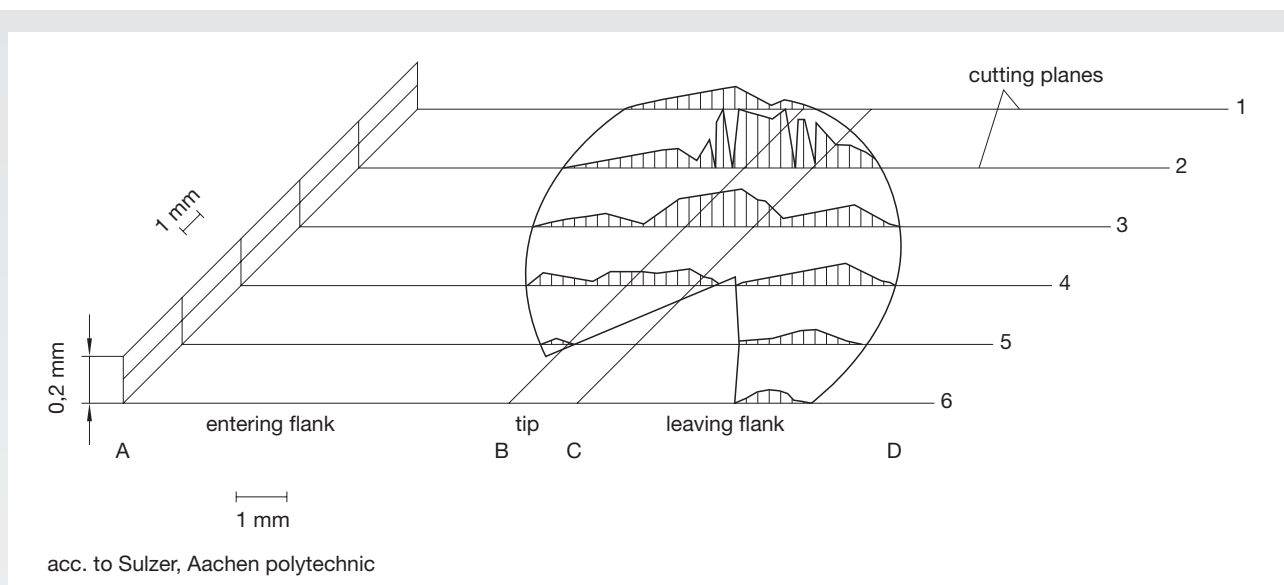 cutting planes
1
2
1 mm
3
4
5
0,2 mm
6
entering flank
tip
leaving flank
A
B
C
D
1 mm
acc. to Sulzer, Aachen polytechnic